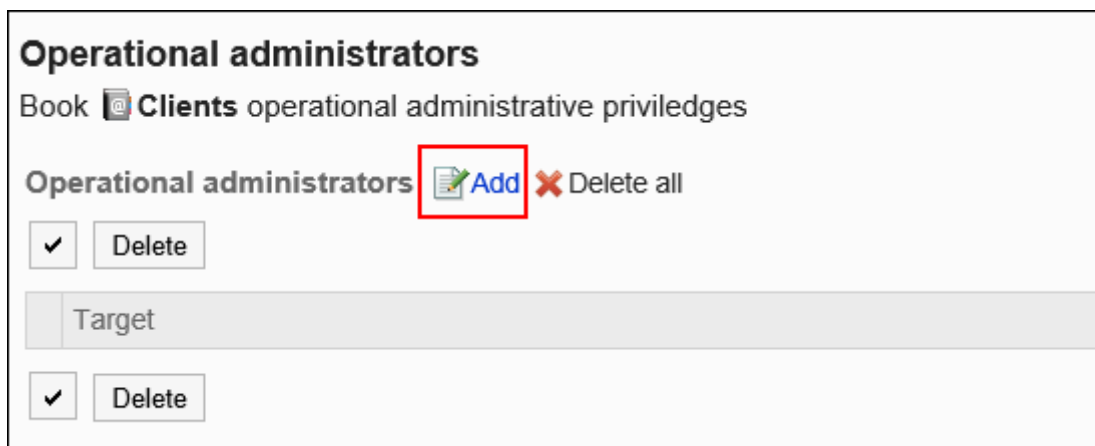 Operational administrators
Book Clients operational administrative priviledges
Operational administrators Add Delete all
Delete
Target
Delete